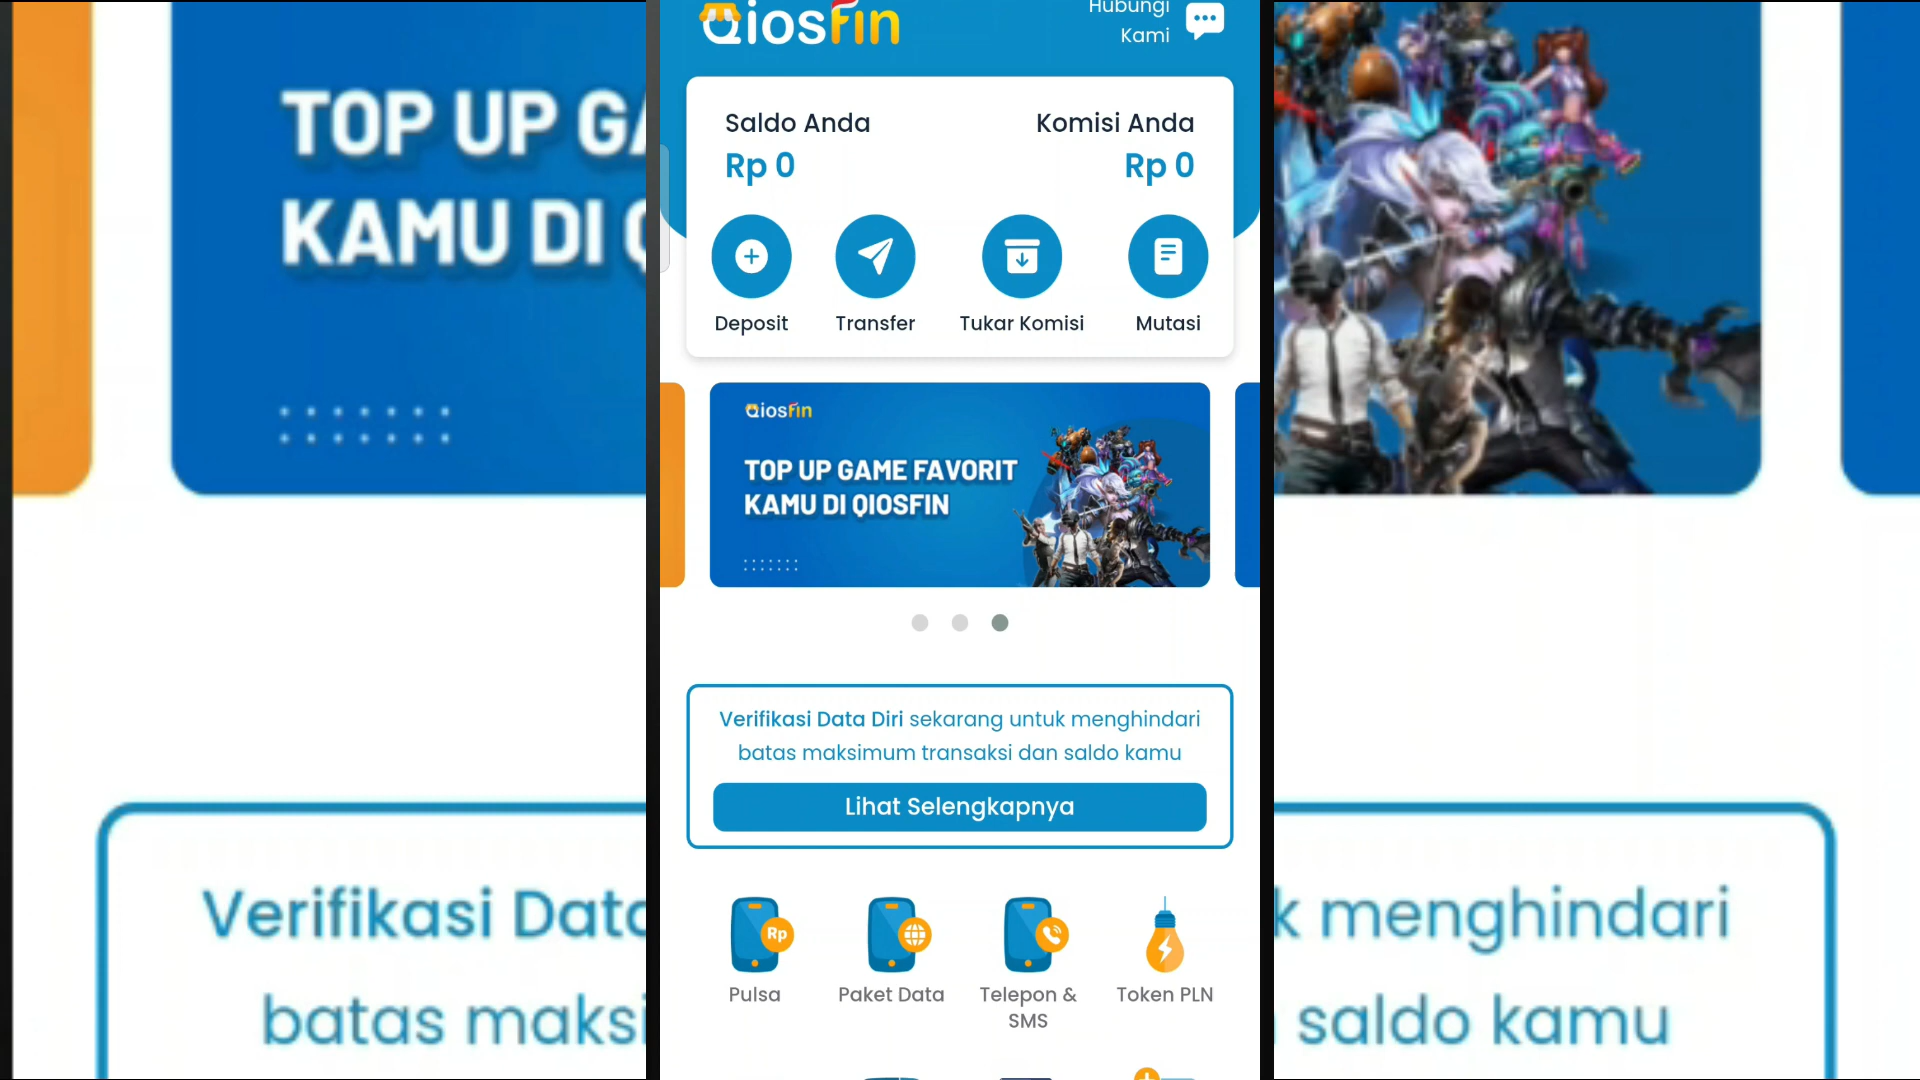 TOP UP GA
KAMU DI
Verifikasi Data
batas maksi
Qiosfin
Hubungi
Kami
Saldo Anda
Rp 0
Komisi Anda
Rp 0
Deposit
Transfer
Tukar Komisi
Mutasi
Qiosfin
TOP UP GAME FAVORIT
KAMU DI QIOSFIN
Verifikasi Data Diri sekarang untuk menghindari
batas maksimum transaksi dan saldo kamu
Lihat Selengkapnya
Rp
Pulsa
Paket Data
Telepon &
SMS
Token PLN
k menghindari
saldo kamu